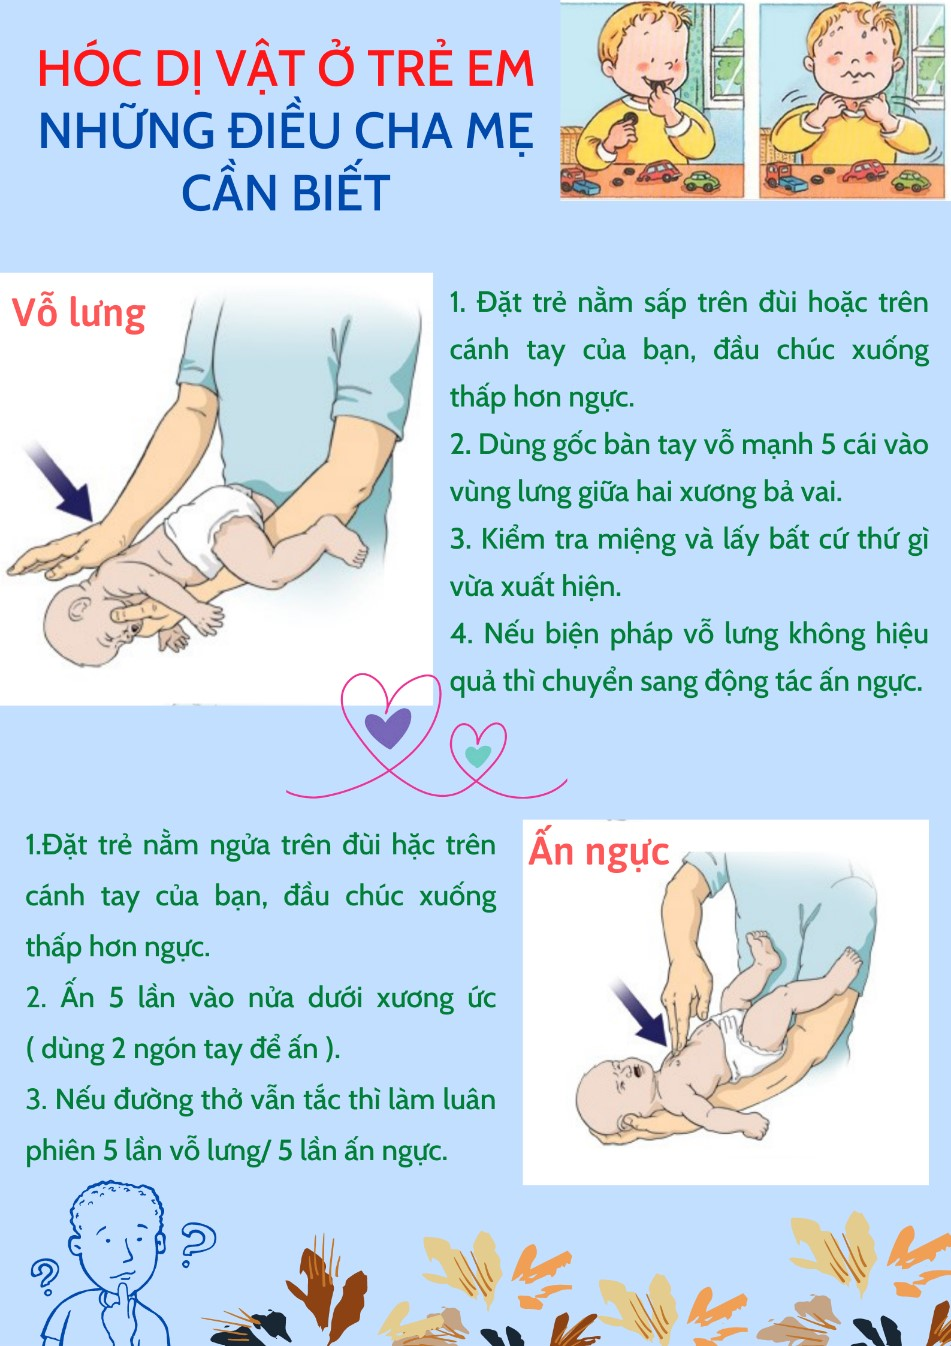 HÓC DỊ VẬT Ở TRẺ EM
NHỮNG ĐIỀU CHA MẸ
CẦN BIẾT
Vỗ lưng
1. Đặt trẻ nằm sấp trên đùi hoặc trên
cánh tay của bạn, đầu chúc xuống
thấp hơn ngực.
2. Dùng gốc bàn tay vỗ mạnh 5 cái vào
vùng lưng giữa hai xương bả vai.
3. Kiểm tra miệng và lấy bất cứ thứ gì
vừa xuất hiện.
4. Nếu biện pháp vỗ lưng không hiệu
quả thì chuyển sang động tác ấn ngực.
Ấn ngực
1.Đặt trẻ nằm ngửa trên đùi hặc trên
cánh tay của bạn, đầu chúc xuống
thấp hơn ngực.
2. Ấn 5 lần vào nửa dưới xương ức
( dùng 2 ngón tay để ấn ).
3. Nếu đường thở vẫn tắc thì làm luân
phiên 5 lần vỗ lưng/ 5 lần ấn ngực.